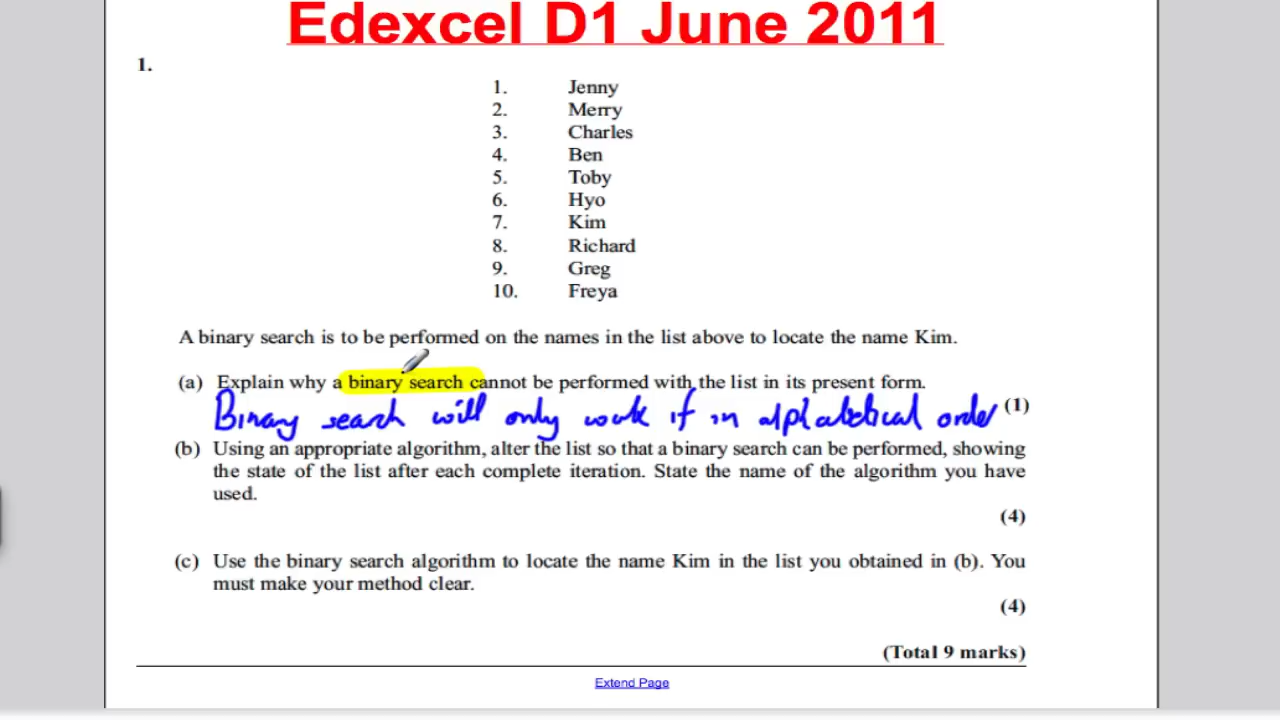 Edexcel D1 June 2011
1.
1. Jenny
2. Merry
3. Charles
4. Ben
5. Toby
6. Hyo
7. Kim
8. Richard
9. Greg
10. Freya
A binary search is to be performed on the names in the list above to locate the name Kim.
(a) Explain why a binary search cannot be performed with the list in its present form.
(1)
Binary search will only work if in alphabetical order
(b) Using an appropriate algorithm, alter the list so that a binary search can be performed, showing
the state of the list after each complete iteration. State the name of the algorithm you have
used.
(4)
(c) Use the binary search algorithm to locate the name Kim in the list you obtained in (b). You
must make your method clear.
(4)
(Total 9 marks)
Extend Page